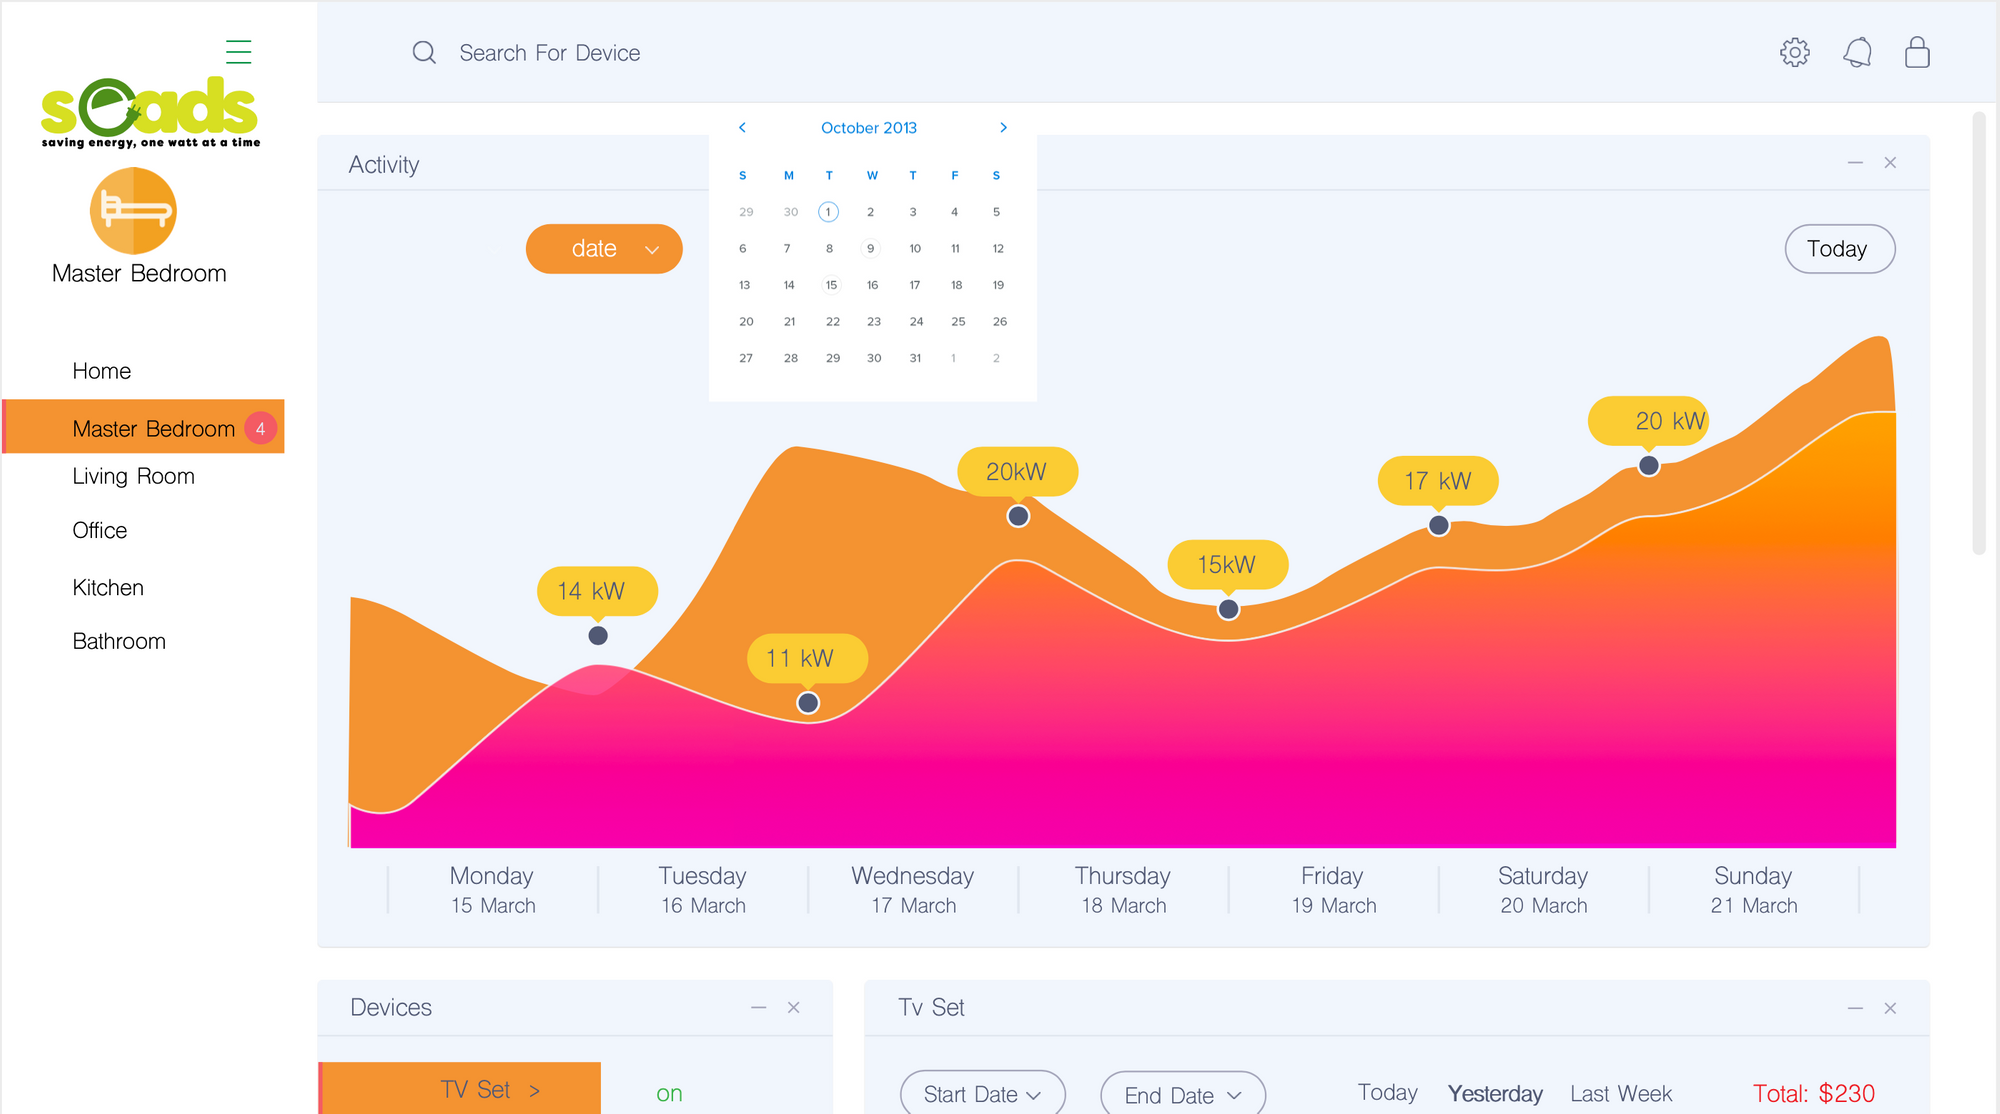 Search For Device
seads
saving energy, one watt at a time
Master Bedroom
Home
Master Bedroom 4
Living Room
Office
Kitchen
Bathroom
Activity
date
October 2013
S M T W T F S
29 30 1 2 3 4 5
6 7 8 9 10 11 12
13 14 15 16 17 18 19
20 21 22 23 24 25 26
27 28 29 30 31 1 2
Today
14 kW
11 kW
20kW
15kW
17 kW
20 kW
Monday Tuesday Wednesday Thursday Friday Saturday Sunday
15 March 16 March 17 March 18 March 19 March 20 March 21 March
Devices
TV Set > on
Tv Set
Start Date End Date Today Yesterday Last Week Total: $230